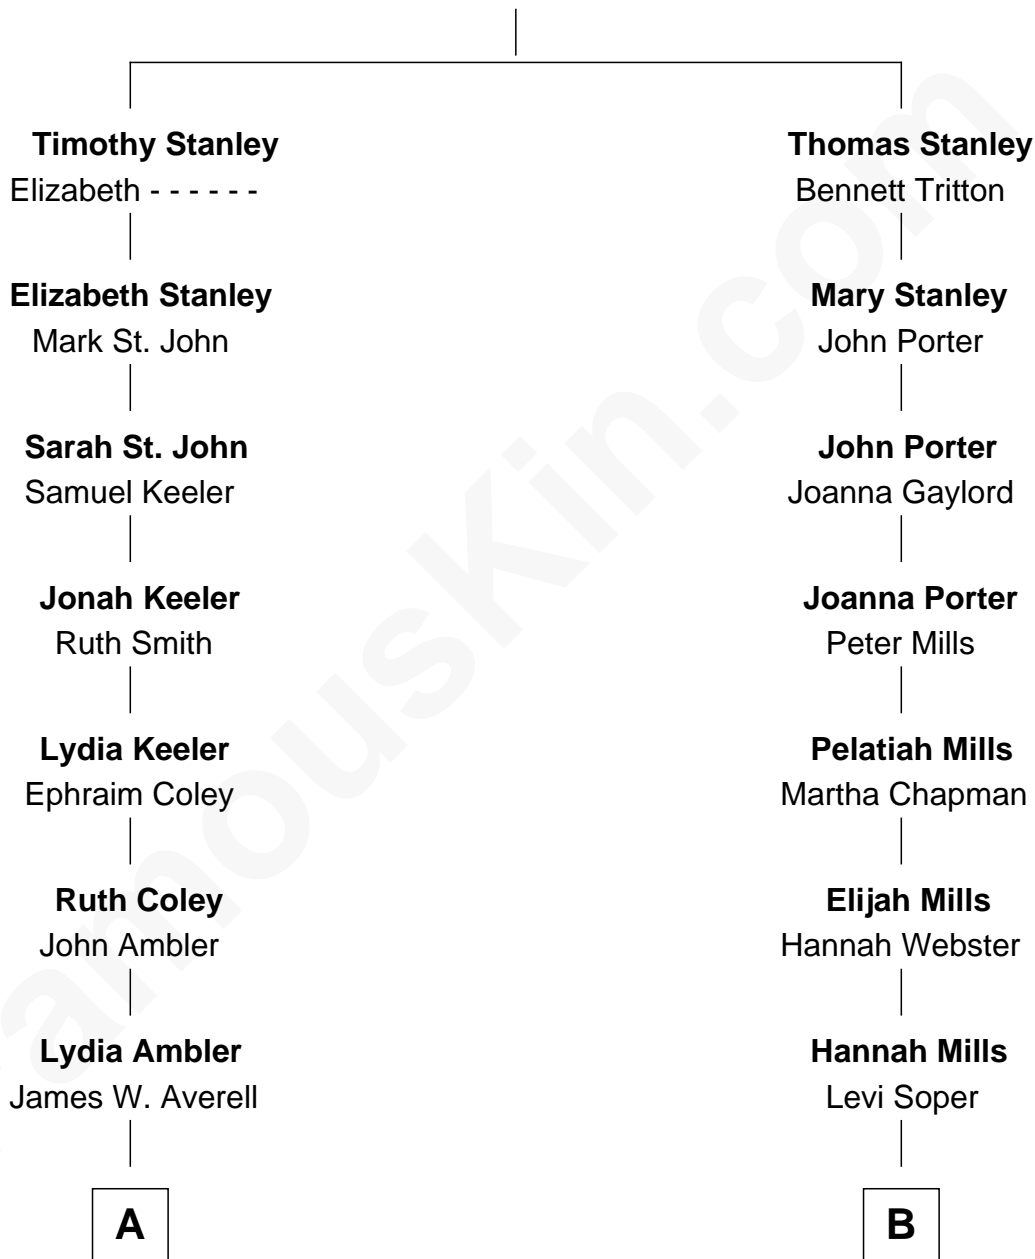 Timothy Stanley
Elizabeth - - - - - -
Thomas Stanley
Bennett Tritton
Elizabeth Stanley
Mark St. John
Mary Stanley
John Porter
Sarah St. John
Samuel Keeler
John Porter
Joanna Gaylord
Jonah Keeler
Ruth Smith
Joanna Porter
Peter Mills
Lydia Keeler
Ephraim Coley
Pelatiah Mills
Martha Chapman
Ruth Coley
John Ambler
Elijah Mills
Hannah Webster
Lydia Ambler
James W. Averell
Hannah Mills
Levi Soper
A
B
amouskin.com